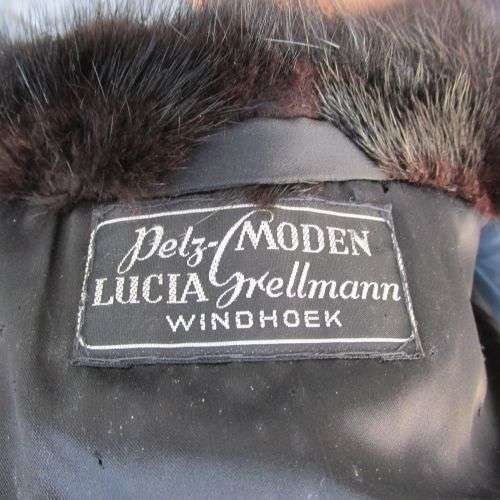 Pelz-MODEN
LUCIA Grellmann
WINDHOEK